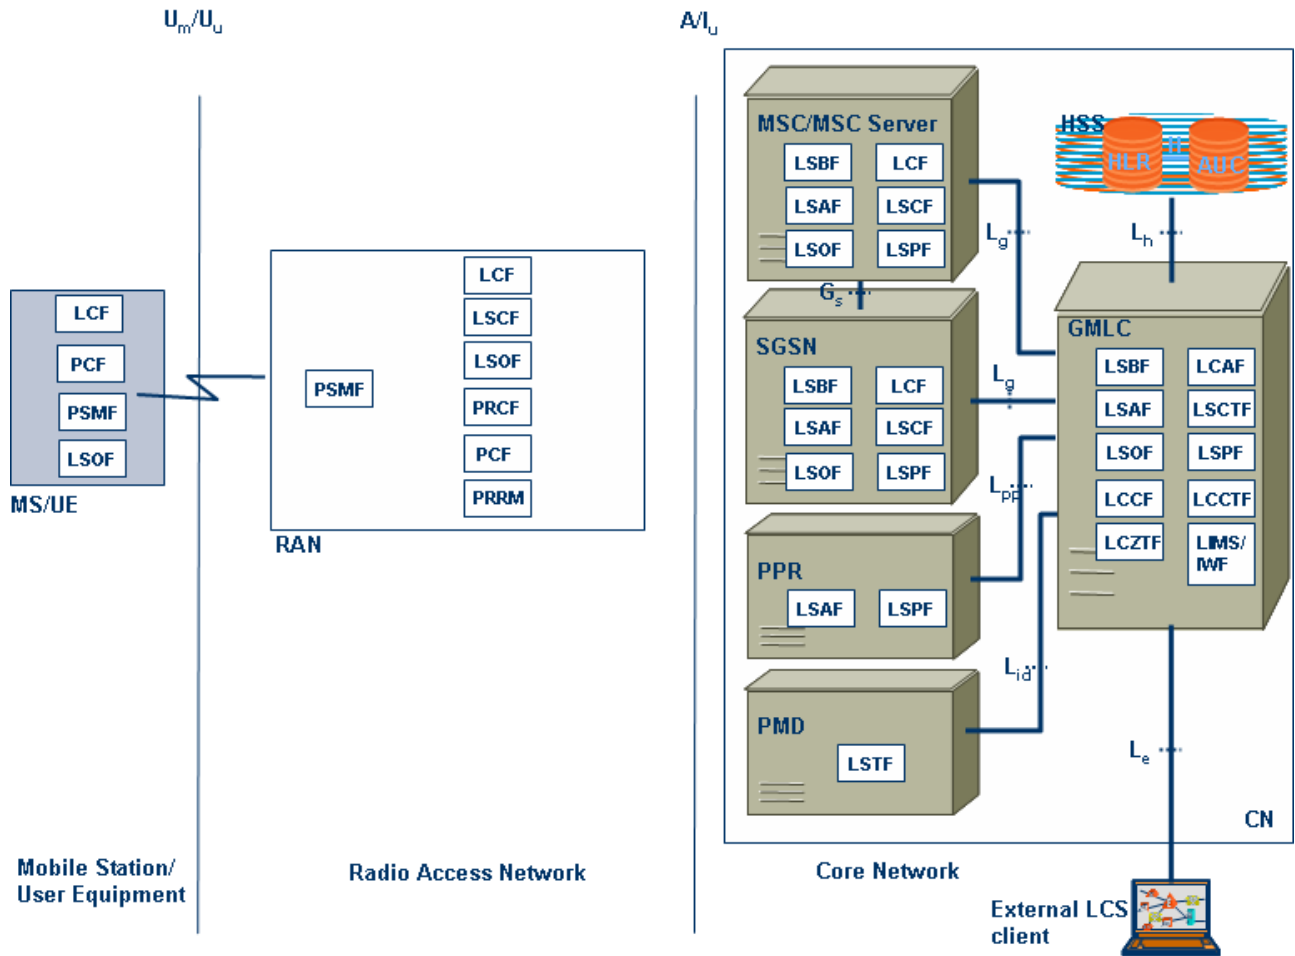 Um/Uu
A/Iu
MSC/MSC Server
LSBF
LCF
LSAF
LSCF
LSOF
LSPF
HSS
HLR
H
AUC
Lg
Lh
Gs
LCF
PCF
PSMF
LSOF
MS/UE
PSMF
LCF
LSCF
LSOF
PRCF
PCF
PRRM
RAN
SGSN
LSBF
LCF
LSAF
LSCF
LSOF
LSPF
Lg
Lpp
GMLC
LSBF
LCAF
LSAF
LSCTF
LSOF
LSPF
LCCF
LCCTF
LCZTF
LIMS/
IWF
PPR
LSAF
LSPF
Lid
PMD
LSTF
Le
CN
Mobile Station/
User Equipment
Radio Access Network
Core Network
External LCS
client